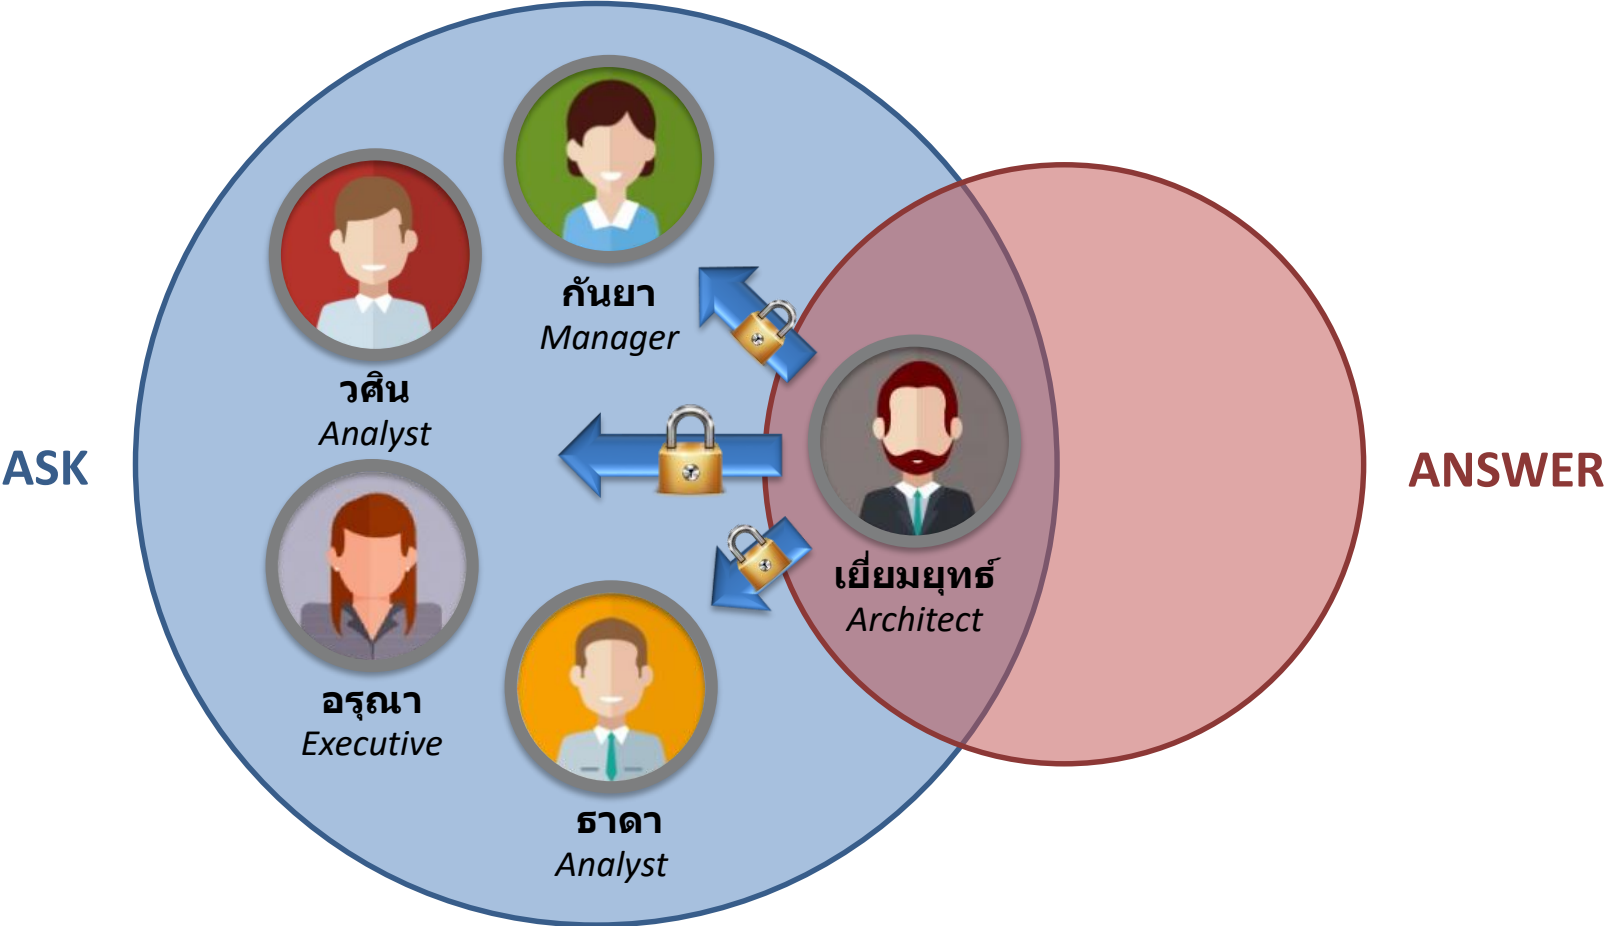 กันยา
Manager
วศิน
Analyst
ASK
ANSWER
เยี่ยมยุทธ์
Architect
อรุณา
Executive
ธาดา
Analyst